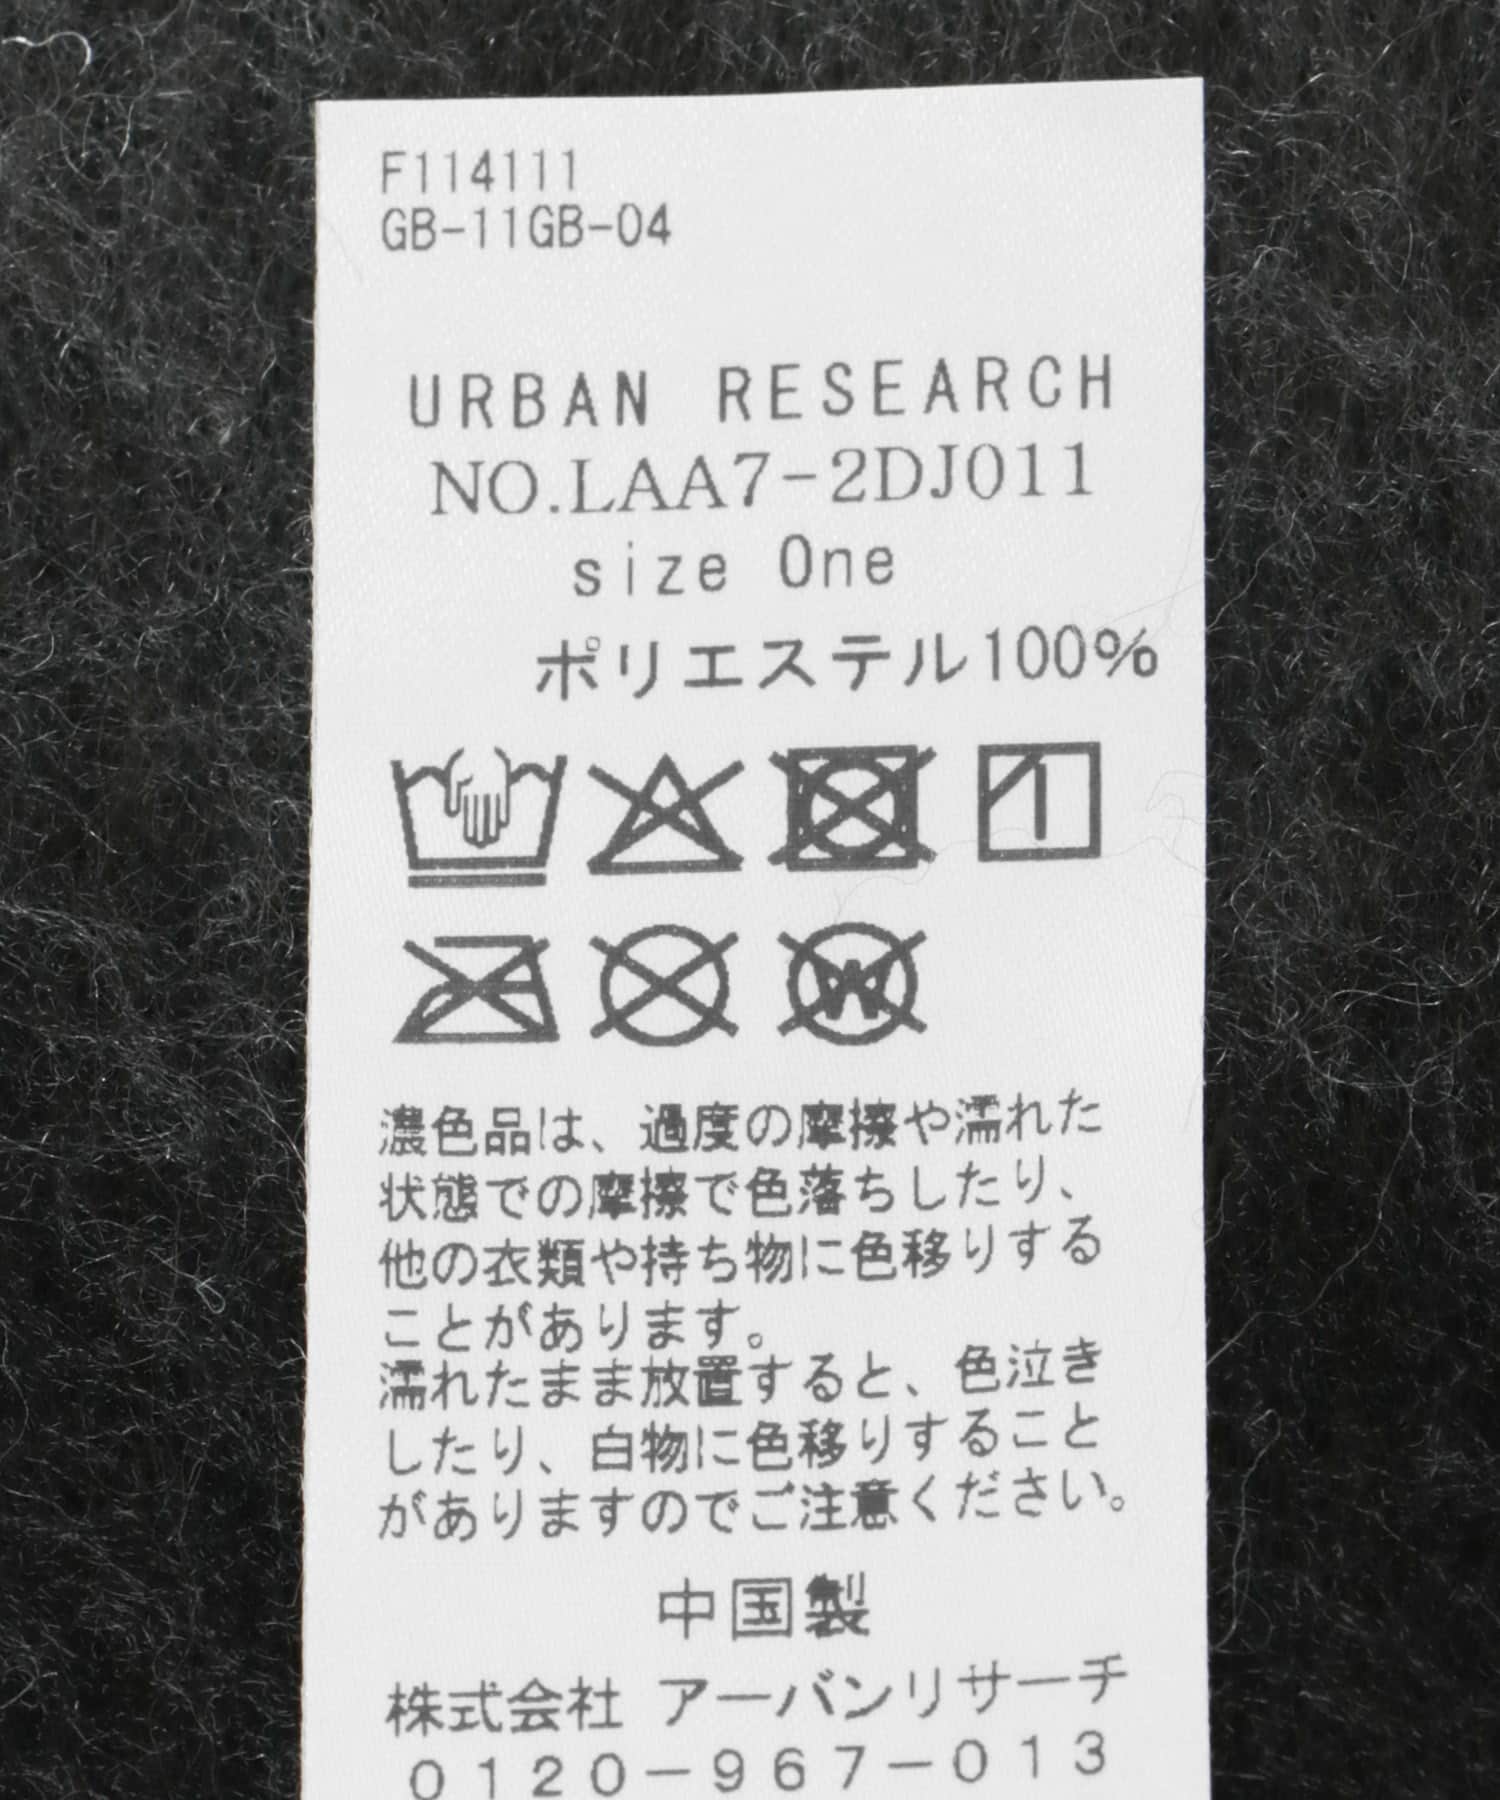 F114111
GB-11GB-04
URBAN RESEARCH
NO.LAA7-2DJ011
size One
ポリエステル100%
濃色品は、過度の摩擦や濡れた
状態での摩擦で色落ちしたり、
他の衣類や持ち物に色移りする
ことがあります。
濡れたまま放置すると、色泣き
したり、白物に色移りすること
がありますのでご注意ください。
中国製
株式会社 アーバンリサーチ
0120-967-013